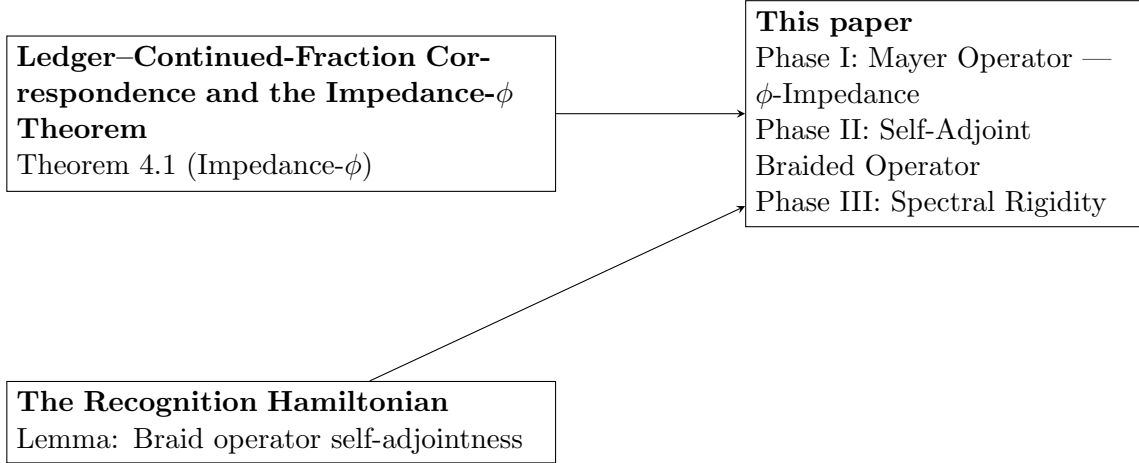 Ledger–Continued-Fraction Cor-
respondence and the Impedance-ϕ
Theorem
Theorem 4.1 (Impedance-ϕ)
This paper
Phase I: Mayer Operator —
ϕ-Impedance
Phase II: Self-Adjoint
Braided Operator
Phase III: Spectral Rigidity
The Recognition Hamiltonian
Lemma: Braid operator self-adjointness